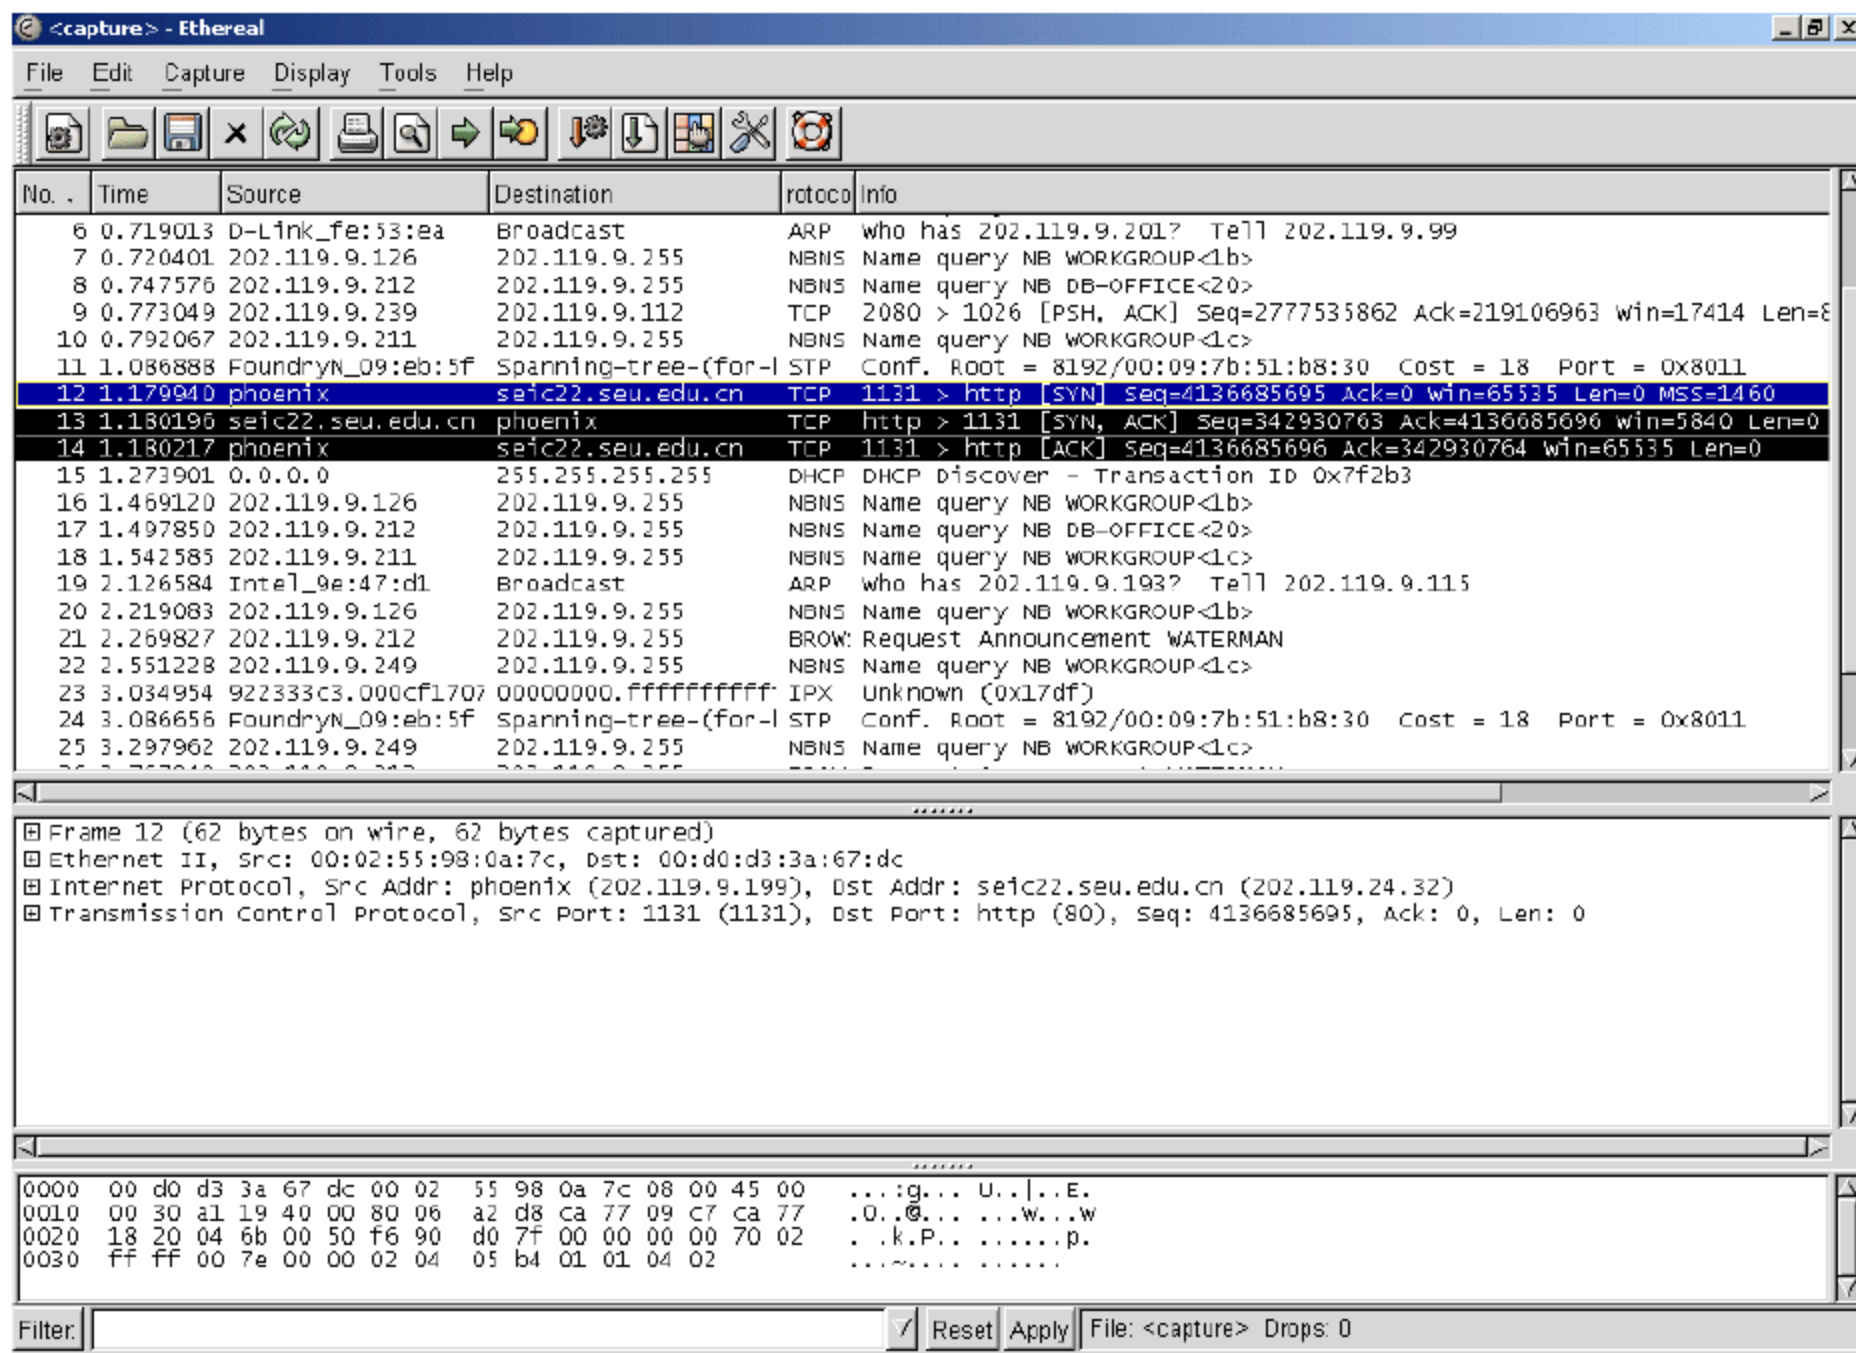 <capture> - Ethereal
File Edit Capture Display Tools Help
No. . Time Source Destination rotoco Info
6 0.719013 D-Link_fe:53:ea Broadcast ARP who has 202.119.9.201? Tell 202.119.9.99
7 0.720401 202.119.9.126 202.119.9.255 NBNS Name query NB WORKGROUP<1b>
8 0.747576 202.119.9.212 202.119.9.255 NBNS Name query NB DB-OFFICE<20>
9 0.773049 202.119.9.239 202.119.9.112 TCP 2080 > 1026 [PSH, ACK] Seq=2777535862 Ack=219106963 Win=17414 Len=8
10 0.792067 202.119.9.211 202.119.9.255 NBNS Name query NB WORKGROUP<1c>
11 1.086888 FoundryN_09:eb:5f Spanning-tree-(for-l STP Conf. Root = 8192/00:09:7b:51:b8:30 Cost = 18 Port = 0x8011
12 1.179940 phoenix seic22.seu.edu.cn TCP 1131 > http [SYN] Seq=4136685695 Ack=0 Win=65535 Len=0 MSS=1460
13 1.180196 seic22.seu.edu.cn phoenix TCP http > 1131 [SYN, ACK] Seq=342930763 Ack=4136685696 Win=5840 Len=0
14 1.180217 phoenix seic22.seu.edu.cn TCP 1131 > http [ACK] Seq=4136685696 Ack=342930764 Win=65535 Len=0
15 1.273901 0.0.0.0 255.255.255.255 DHCP DHCP Discover - Transaction ID 0x7f2b3
16 1.469120 202.119.9.126 202.119.9.255 NBNS Name query NB WORKGROUP<1b>
17 1.497850 202.119.9.212 202.119.9.255 NBNS Name query NB DB-OFFICE<20>
18 1.542585 202.119.9.211 202.119.9.255 NBNS Name query NB WORKGROUP<1c>
19 2.126584 Intel_9e:47:d1 Broadcast ARP who has 202.119.9.193? Tell 202.119.9.115
20 2.219083 202.119.9.126 202.119.9.255 NBNS Name query NB WORKGROUP<1b>
21 2.269827 202.119.9.212 202.119.9.255 BROW: Request Announcement WATERMAN
22 2.551228 202.119.9.249 202.119.9.255 NBNS Name query NB WORKGROUP<1c>
23 3.034954 922333c3.000cf1707 00000000.ffffffffff IPX Unknown (0x17df)
24 3.086656 FoundryN_09:eb:5f Spanning-tree-(for-l STP Conf. Root = 8192/00:09:7b:51:b8:30 Cost = 18 Port = 0x8011
25 3.297962 202.119.9.249 202.119.9.255 NBNS Name query NB WORKGROUP<1c>
Frame 12 (62 bytes on wire, 62 bytes captured)
Ethernet II, Src: 00:02:55:98:0a:7c, Dst: 00:d0:d3:3a:67:dc
Internet Protocol, Src Addr: phoenix (202.119.9.199), Dst Addr: seic22.seu.edu.cn (202.119.24.32)
Transmission Control Protocol, Src Port: 1131 (1131), Dst Port: http (80), Seq: 4136685695, Ack: 0, Len: 0
0000 00 d0 d3 3a 67 dc 00 02 55 98 0a 7c 08 00 45 00 ...:g... U..|..E.
0010 00 30 a1 19 40 00 80 06 a2 d8 ca 77 09 c7 ca 77 .0..@... ...w...w
0020 18 20 04 6b 00 50 f6 90 d0 7f 00 00 00 00 70 02 . .k.P.. ......p.
0030 ff ff 00 7e 00 00 02 04 05 b4 01 01 04 02 ...~.... ......
Filter: Reset Apply File: <capture> Drops: 0